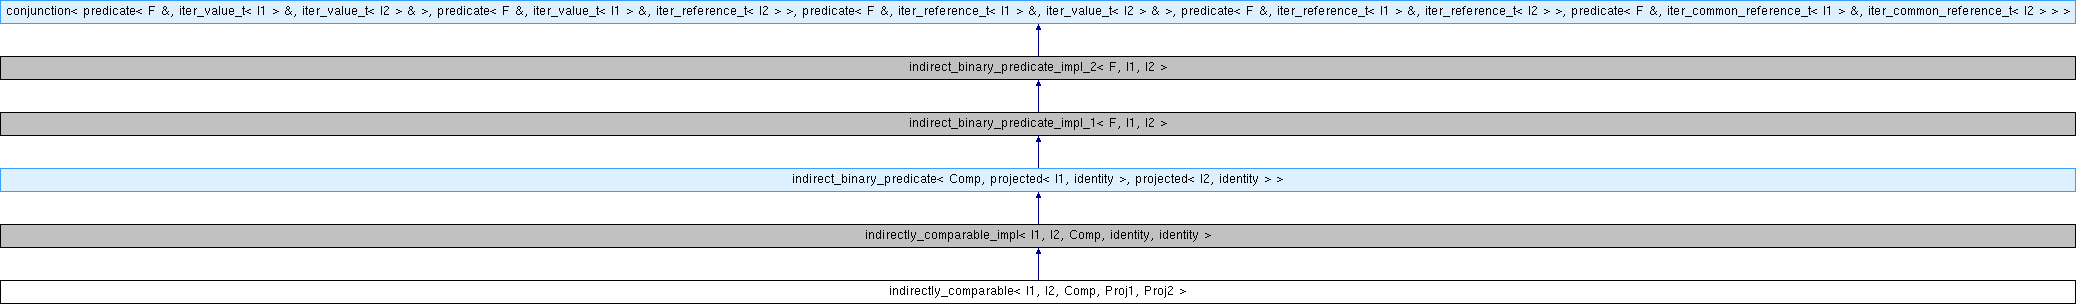 conjunction< predicate< F &, iter_value_t< I1 > &, iter_value_t< I2 > & >, predicate< F &, iter_value_t< I1 > &, iter_reference_t< I2 > >, predicate< F &, iter_reference_t< I1 > &, iter_value_t< I2 > & >, predicate< F &, iter_reference_t< I1 > &, iter_reference_t< I2 > >, predicate< F &, iter_common_reference_t< I1 > &, iter_common_reference_t< I2 > > >
indirect_binary_predicate_impl_2< F, I1, I2 >
indirect_binary_predicate_impl_1< F, I1, I2 >
indirect_binary_predicate< Comp, projected< I1, identity >, projected< I2, identity > >
indirectly_comparable_impl< I1, I2, Comp, identity, identity >
indirectly_comparable< I1, I2, Comp, Proj1, Proj2 >